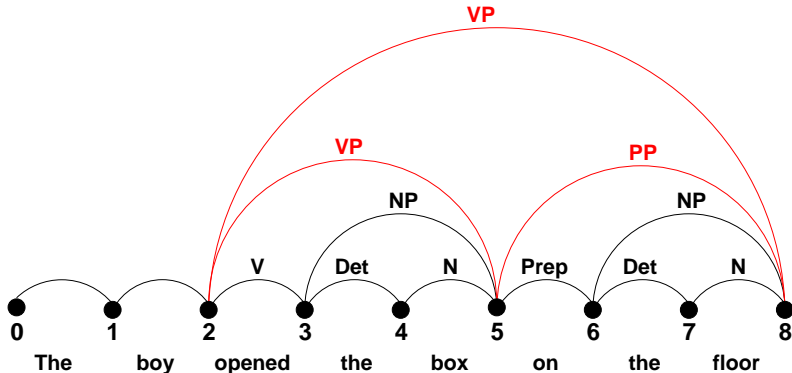 VP
VP PP
NP NP
V Det N Prep Det N
0 1 2 3 4 5 6 7 8
The boy opened the box on the floor